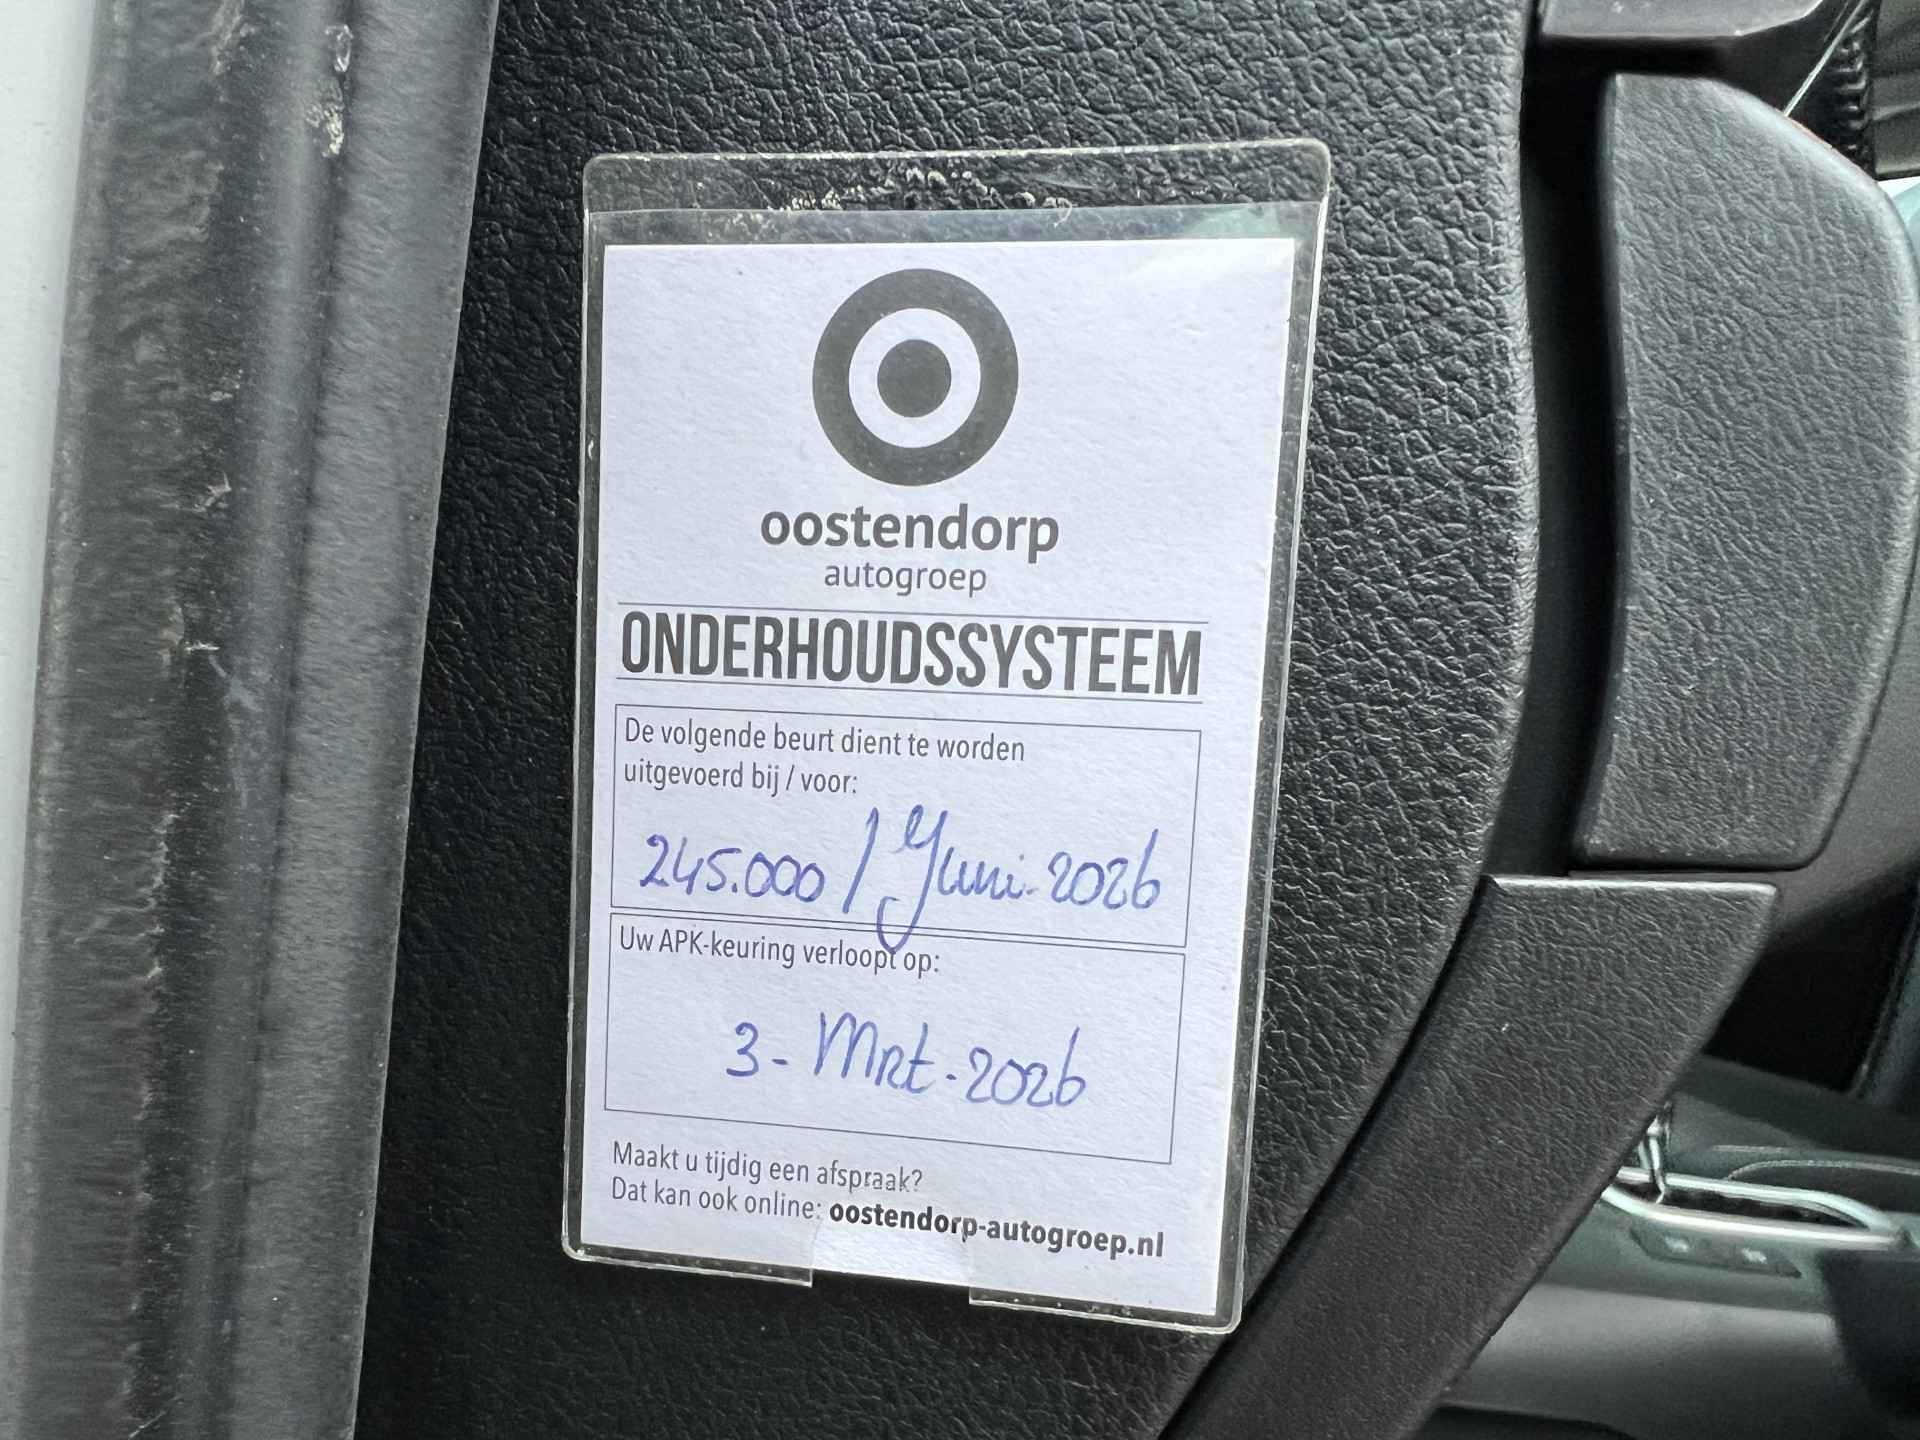 oostendorp
autogroep
ONDERHOUDSSYSTEEM
De volgende beurt dient te worden
uitgevoerd bij / voor:
245.000 / Juni-2026
Uw APK-keuring verloopt op:
3-Mrt-2026
Maakt u tijdig een afspraak?
Dat kan ook online: oostendorp-autogroep.nl